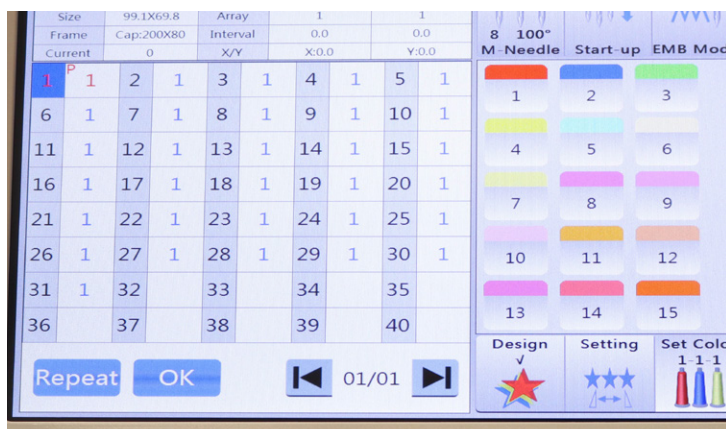 Size 99.1X69.8 Array 1 1
Frame Cap:200X80 Interval 0.0 0.0
Current 0 X/Y X:0.0 Y:0.0
8 100°
M-Needle Start-up EMB Mod
1 P 1 2 1 3 1 4 1 5 1
6 1 7 1 8 1 9 1 10 1
11 1 12 1 13 1 14 1 15 1
16 1 17 1 18 1 19 1 20 1
21 1 22 1 23 1 24 1 25 1
26 1 27 1 28 1 29 1 30 1
31 1 32 33 34 35
36 37 38 39 40
Repeat OK 01/01
1 2 3
4 5 6
7 8 9
10 11 12
13 14 15
Design Setting Set Colo
1-1-1